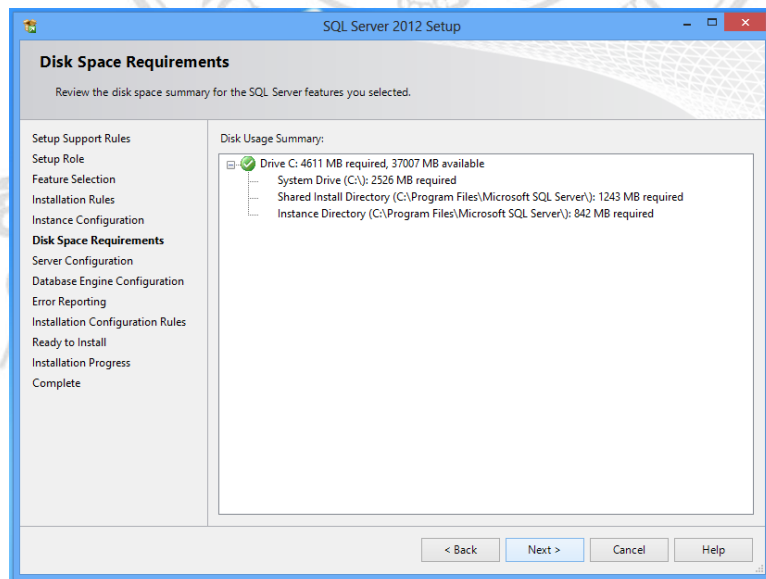 SQL Server 2012 Setup
Disk Space Requirements
Review the disk space summary for the SQL Server features you selected.
Setup Support Rules
Setup Role
Feature Selection
Installation Rules
Instance Configuration
Disk Space Requirements
Server Configuration
Database Engine Configuration
Error Reporting
Installation Configuration Rules
Ready to Install
Installation Progress
Complete
Disk Usage Summary:
Drive C: 4611 MB required, 37007 MB available
System Drive (C:\): 2526 MB required
Shared Install Directory (C:\Program Files\Microsoft SQL Server\): 1243 MB required
Instance Directory (C:\Program Files\Microsoft SQL Server\): 842 MB required
< Back
Next >
Cancel
Help